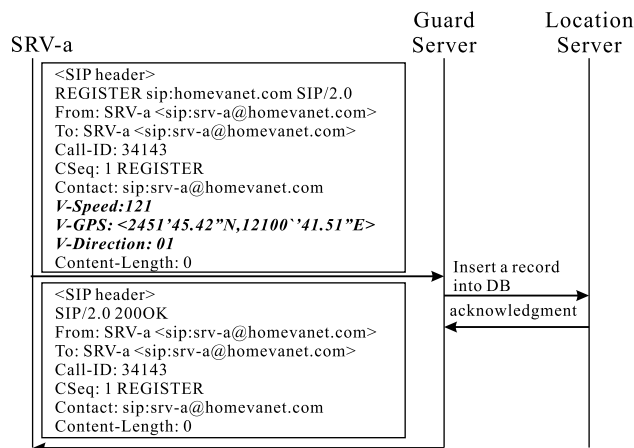 SRV-a
Guard
Server
Location
Server
<SIP header>
REGISTER sip:homevanet.com SIP/2.0
From: SRV-a <sip:srv-a@homevanet.com>
To: SRV-a <sip:srv-a@homevanet.com>
Call-ID: 34143
CSeq: 1 REGISTER
Contact: sip:srv-a@homevanet.com
V-Speed:121
V-GPS: <2451’45.42”N,12100`’41.51”E>
V-Direction: 01
Content-Length: 0
Insert a record
into DB
acknowledgment
<SIP header>
SIP/2.0 200OK
From: SRV-a <sip:srv-a@homevanet.com>
To: SRV-a <sip:srv-a@homevanet.com>
Call-ID: 34143
CSeq: 1 REGISTER
Contact: sip:srv-a@homevanet.com
Content-Length: 0